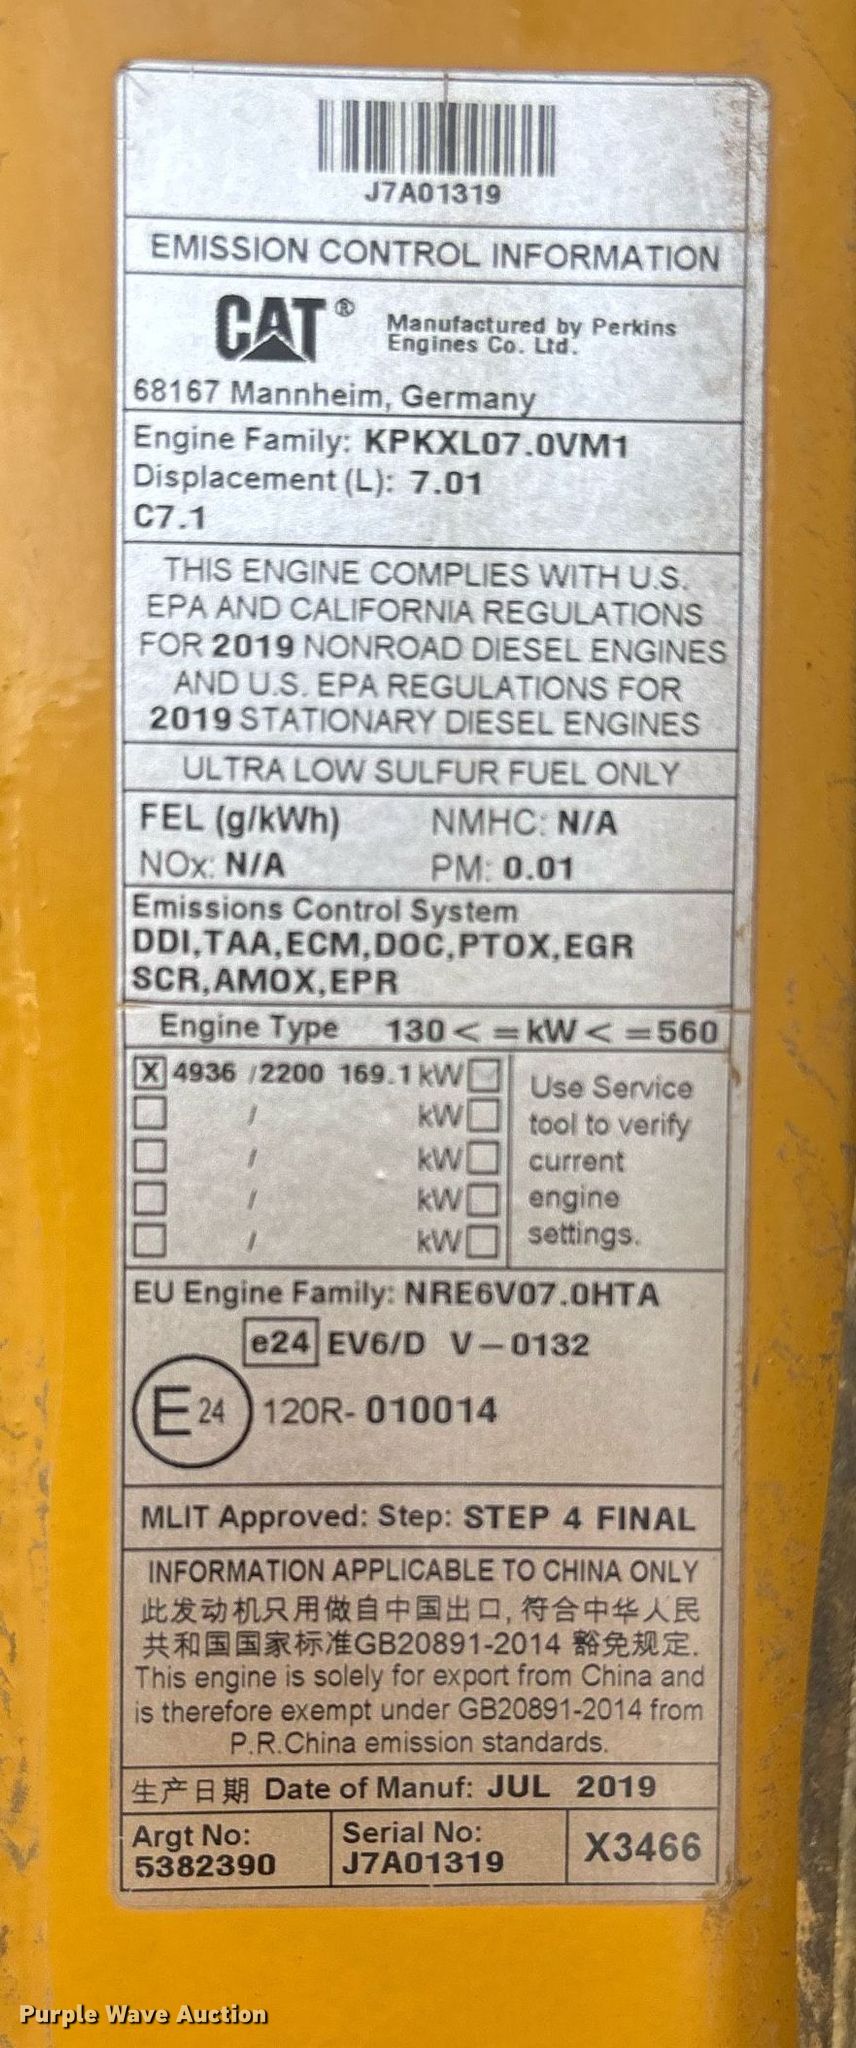 J7A01319
EMISSION CONTROL INFORMATION
CAT® Manufactured by Perkins
Engines Co. Ltd.
68167 Mannheim, Germany
Engine Family: KPKXL07.0VM1
Displacement (L): 7.01
C7.1
THIS ENGINE COMPLIES WITH U.S.
EPA AND CALIFORNIA REGULATIONS
FOR 2019 NONROAD DIESEL ENGINES
AND U.S. EPA REGULATIONS FOR
2019 STATIONARY DIESEL ENGINES
ULTRA LOW SULFUR FUEL ONLY
FEL (g/kWh) NMHC: N/A
NOx: N/A PM: 0.01
Emissions Control System
DDI,TAA,ECM,DOC,PTOX,EGR
SCR,AMOX,EPR
Engine Type 130 < = kW < = 560
X 4936 /2200 169.1 kW
/ kW
/ kW
/ kW
/ kW
Use Service
tool to verify
current
engine
settings.
EU Engine Family: NRE6V07.0HTA
e24 EV6/D V-0132
E 24 120R- 010014
MLIT Approved: Step: STEP 4 FINAL
INFORMATION APPLICABLE TO CHINA ONLY
此发动机只用做自中国出口, 符合中华人民
共和国国家标准GB20891-2014 豁免规定.
This engine is solely for export from China and
is therefore exempt under GB20891-2014 from
P.R.China emission standards.
生产日期 Date of Manuf: JUL 2019
Argt No:
5382390
Serial No:
J7A01319
X3466
Purple Wave Auction